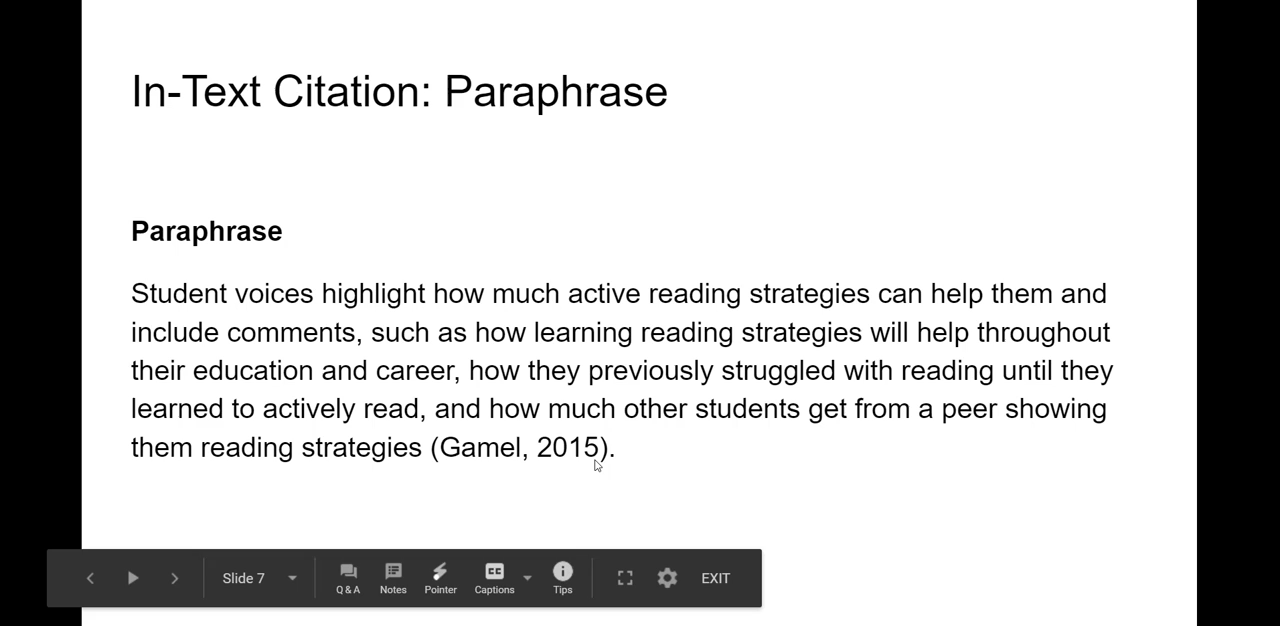 In-Text Citation: Paraphrase
Paraphrase
Student voices highlight how much active reading strategies can help them and
include comments, such as how learning reading strategies will help throughout
their education and career, how they previously struggled with reading until they
learned to actively read, and how much other students get from a peer showing
them reading strategies (Gamel, 2015).
Slide 7
Q & A Notes Pointer CC Captions Tips EXIT